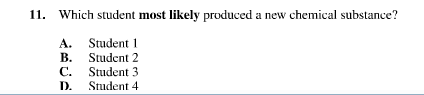 11. Which student most likely produced a new chemical substance?
A. Student 1
B. Student 2
C. Student 3
D. Student 4